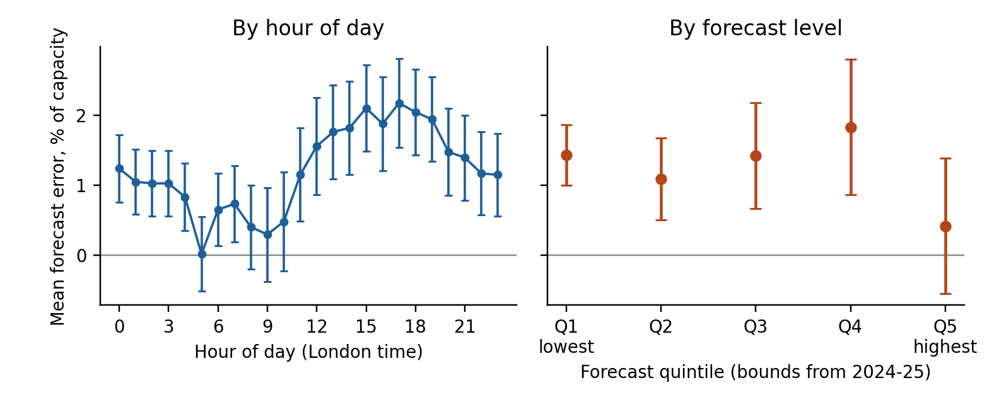 By hour of day
Mean forecast error, % of capacity
2
1
0
0 3 6 9 12 15 18 21
Hour of day (London time)
By forecast level
Q1 Q2 Q3 Q4 Q5
lowest highest
Forecast quintile (bounds from 2024-25)